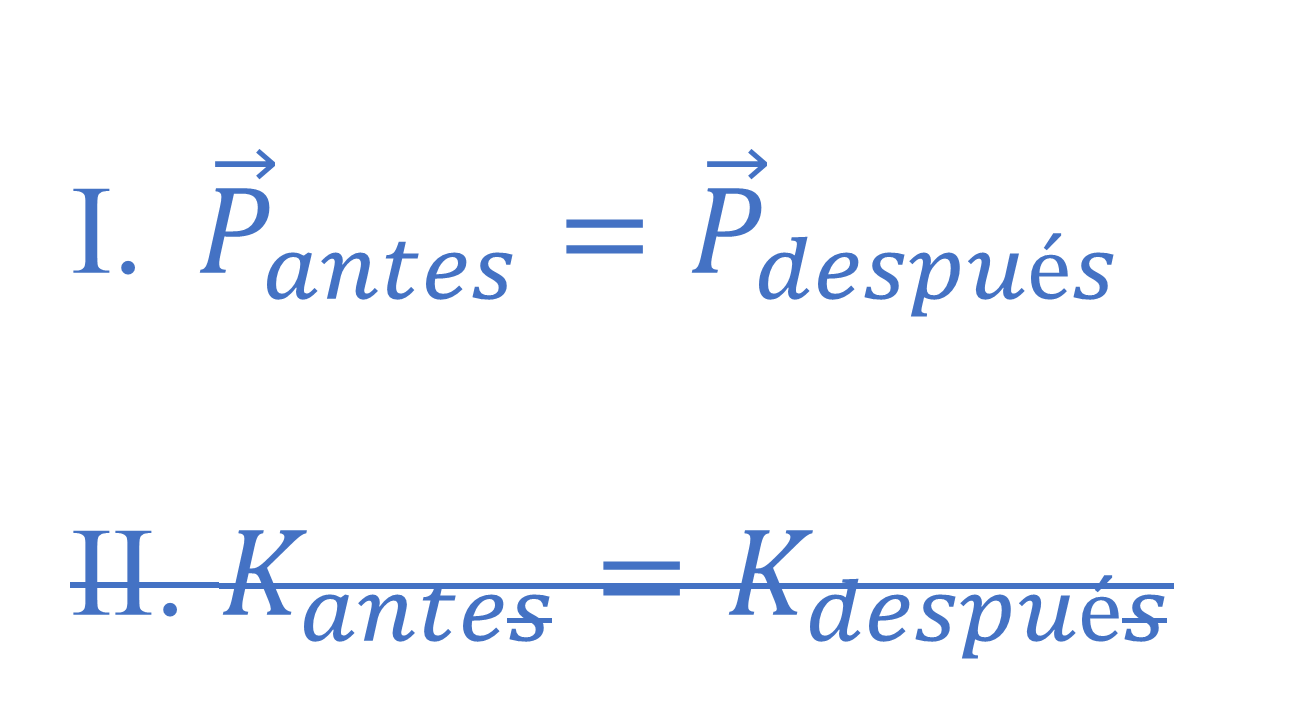 I. P⃗antes = P⃗después
II. Kantes = Kdespués